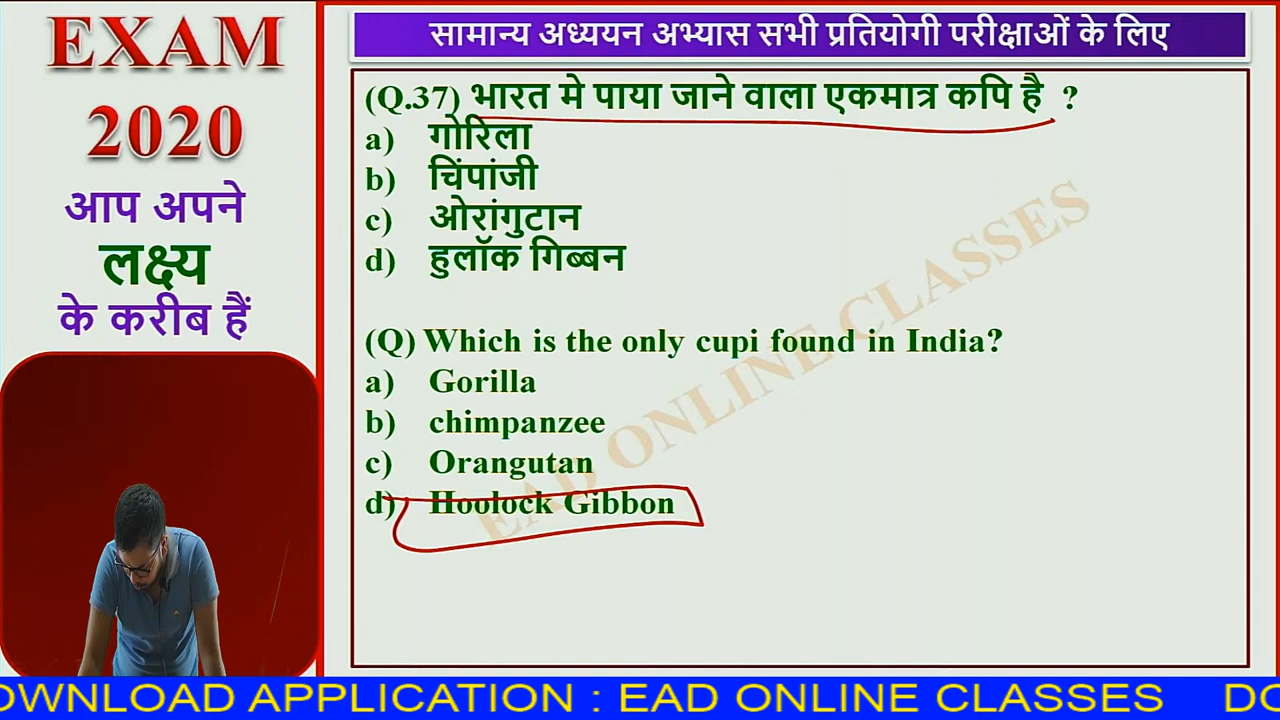 EXAM
2020
आप अपने
लक्ष्य
के करीब हैं
सामान्य अध्ययन अभ्यास सभी प्रतियोगी परीक्षाओं के लिए
(Q.37) भारत मे पाया जाने वाला एकमात्र कपि है ?
a) गोरिला
b) चिंपांजी
c) ओरांगुटान
d) हुलॉक गिब्बन
(Q) Which is the only cupi found in India?
a) Gorilla
b) chimpanzee
c) Orangutan
d) Hoolock Gibbon
EAD ONLINE CLASSES
OWNLOAD APPLICATION : EAD ONLINE CLASSES DO